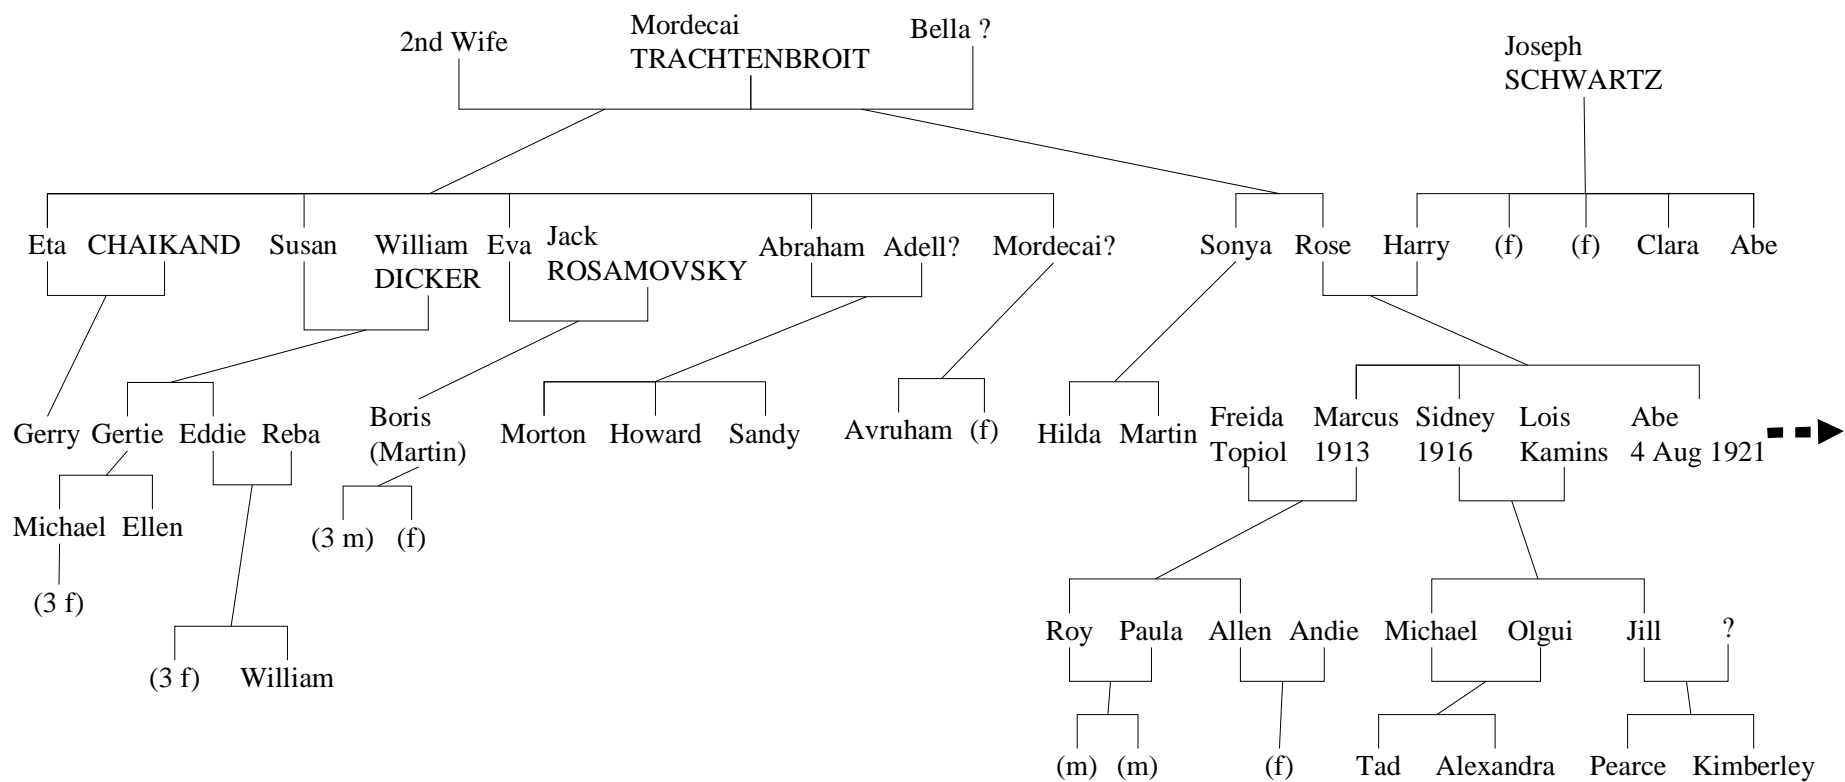 2nd Wife
Mordecai
TRACHTENBROIT
Bella ?
Joseph
SCHWARTZ
Eta
CHAIKAND
Susan
William
DICKER
Eva
Jack
ROSAMOVSKY
Abraham
Adell?
Mordecai?
Sonya
Rose
Harry
(f)
(f)
Clara
Abe
Gerry
Gertie
Eddie
Reba
Boris
(Martin)
Morton
Howard
Sandy
Avruham
(f)
Hilda
Martin
Freida
Topiol
Marcus
1913
Sidney
1916
Lois
Kamins
Abe
4 Aug 1921
Michael
Ellen
(3 m)
(f)
(3 f)
Roy
Paula
Allen
Andie
Michael
Olgui
Jill
?
(3 f)
William
(m)
(m)
(f)
Tad
Alexandra
Pearce
Kimberley